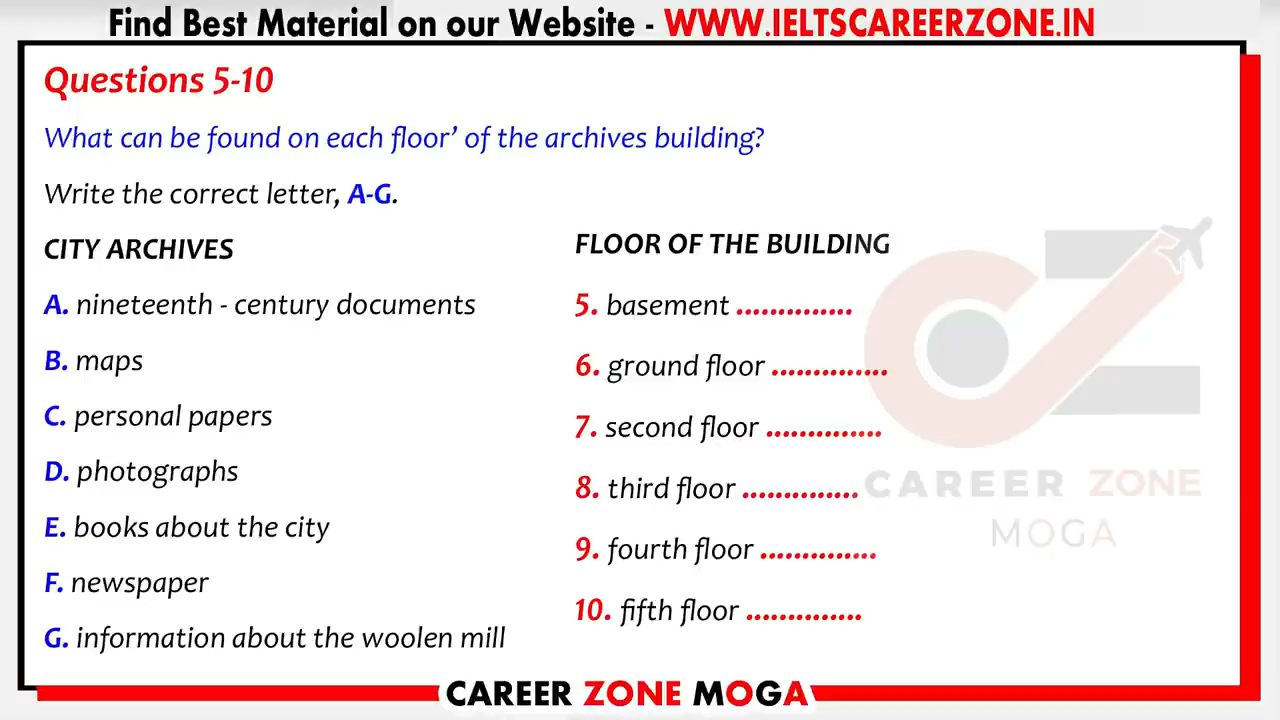 Find Best Material on our Website - WWW.IELTSCAREERZONE.IN
Questions 5-10
What can be found on each floor’ of the archives building?
Write the correct letter, A-G.
CITY ARCHIVES
A. nineteenth - century documents
B. maps
C. personal papers
D. photographs
E. books about the city
F. newspaper
G. information about the woolen mill
FLOOR OF THE BUILDING
5. basement ..............
6. ground floor ..............
7. second floor ..............
8. third floor ..............
9. fourth floor ..............
10. fifth floor ..............
CAREER ZONE
MOGA
CAREER ZONE MOGA